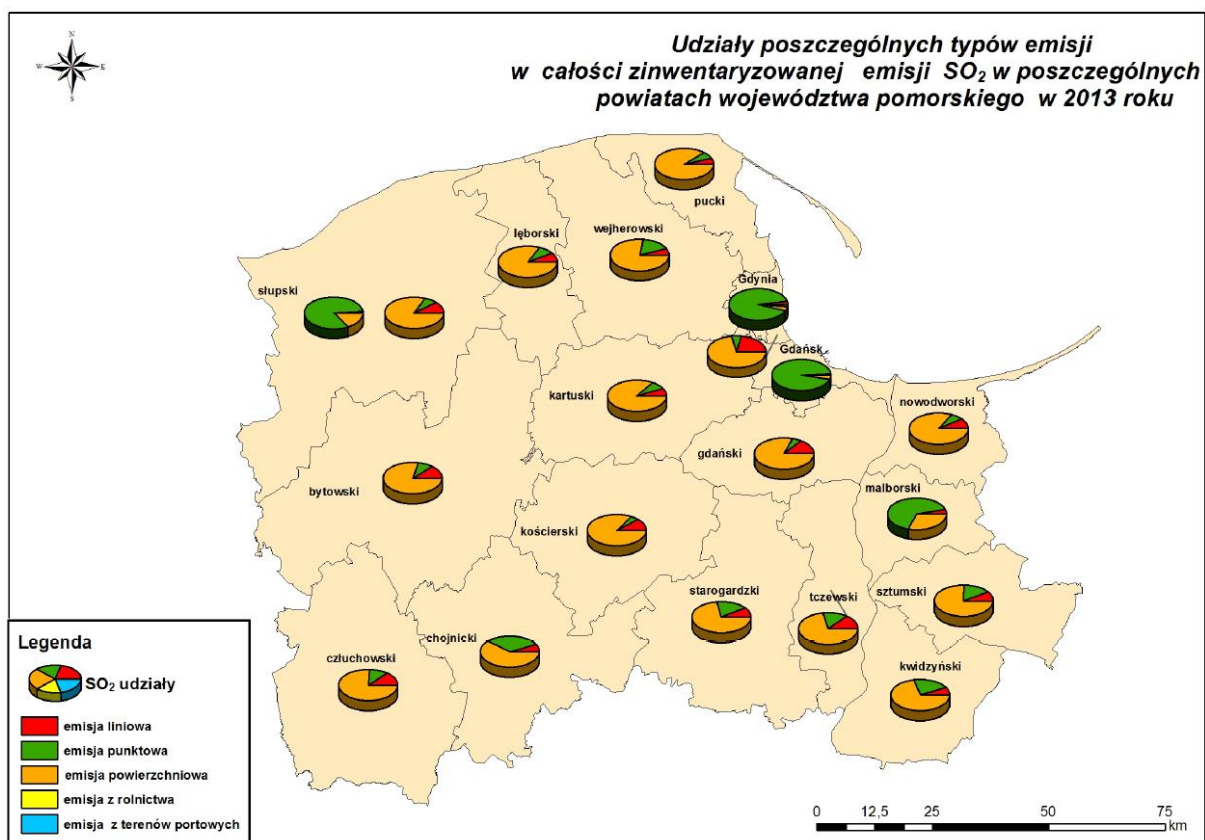 N
W
E
S
Udziały poszczególnych typów emisji
w całości zinwentaryzowanej emisji SO₂ w poszczególnych
powiatach województwa pomorskiego w 2013 roku
pucki
lęborski
wejherowski
słupski
Gdynia
Gdańsk
kartuski
nowodworski
gdański
bytowski
malborski
kościerski
starogardzki
tczewski
sztumski
chojnicki
człuchowski
kwidzyński
Legenda
SO₂ udziały
emisja liniowa
emisja punktowa
emisja powierzchniowa
emisja z rolnictwa
emisja z terenów portowych
0 12,5 25 50 75
km